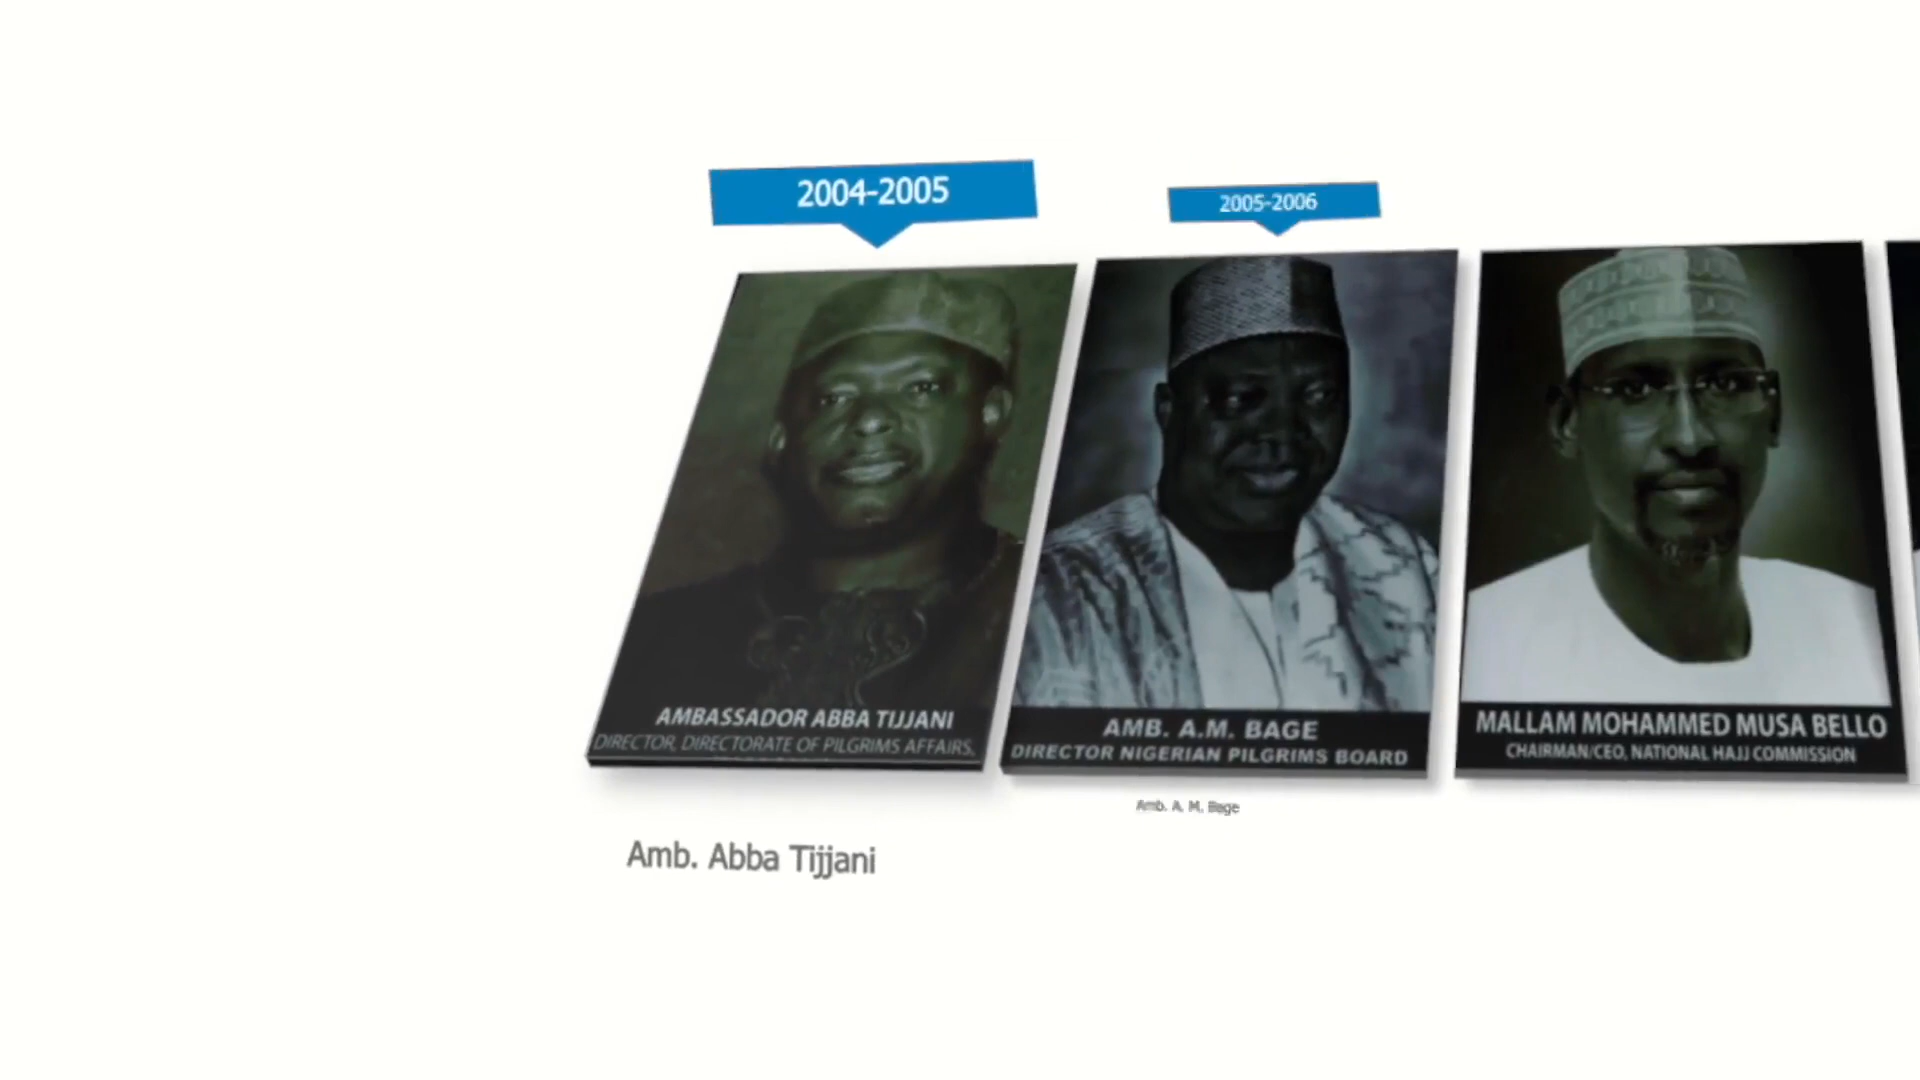 2004-2005
2005-2006
AMBASSADOR ABBA TIJJANI
DIRECTOR, DIRECTORATE OF PILGRIMS AFFAIRS.
AMB. A.M. BAGE
DIRECTOR NIGERIAN PILGRIMS BOARD
MALLAM MOHAMMED MUSA BELLO
CHAIRMAN/CEO, NATIONAL HAJJ COMMISSION
Amb. A. M. Bage
Amb. Abba Tijjani